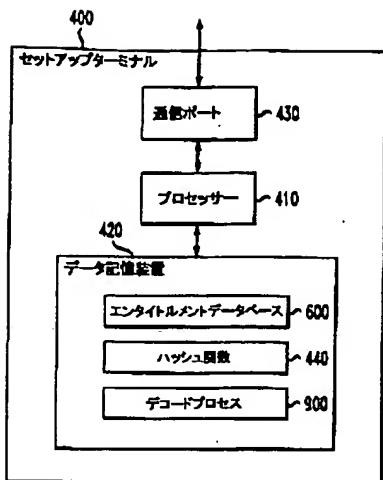 400
セットアップターミナル
通信ポート
430
プロセッサー
410
420
データ記憶装置
エンタイトルメントデータベース
600
ハッシュ関数
440
デコードプロセス
900